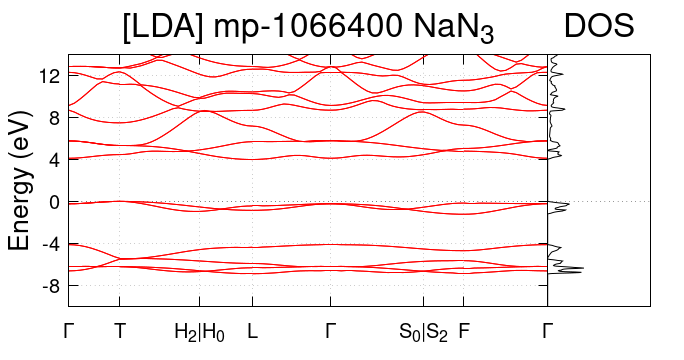 [LDA] mp-1066400 NaN₃ DOS
Energy (eV)
12
8
4
0
-4
-8
Γ T H₂|H₀ L Γ S₀|S₂ F Γ